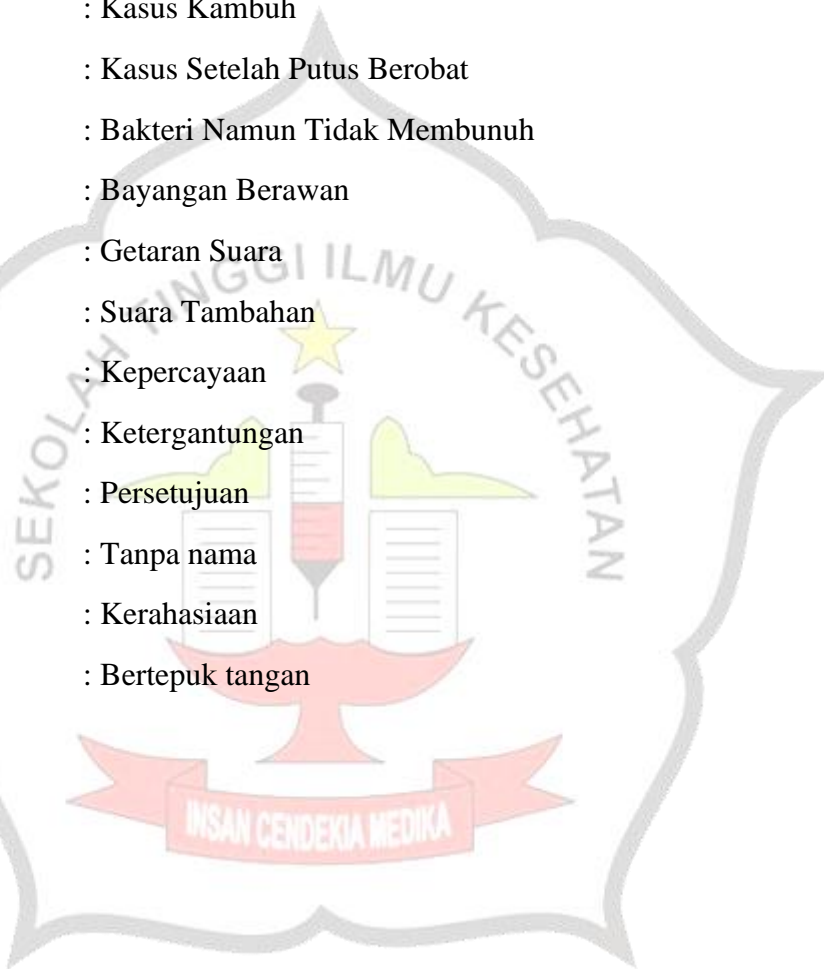 : Kasus Kambuh
: Kasus Setelah Putus Berobat
: Bakteri Namun Tidak Membunuh
: Bayangan Berawan
: Getaran Suara
: Suara Tambahan
: Kepercayaan
: Ketergantungan
: Persetujuan
: Tanpa nama
: Kerahasiaan
: Bertepuk tangan
SEKOLAH TINGGI ILMU KESEHATAN
INSAN CENDEKIA MEDIKA